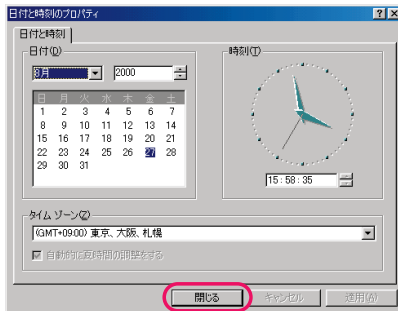 日付と時刻のプロパティ
日付と時刻
日付(D)
時刻(T)
8月 2000
日 月 火 水 木 金 土
1 2 3 4 5 6 7
8 9 10 11 12 13 14
15 16 17 18 19 20 21
22 23 24 25 26 27 28
29 30 31
15:58:35
タイム ゾーン(Z)
(GMT+09:00) 東京、大阪、札幌
自動的に夏時間の調整をする
閉じる キャンセル 適用(A)